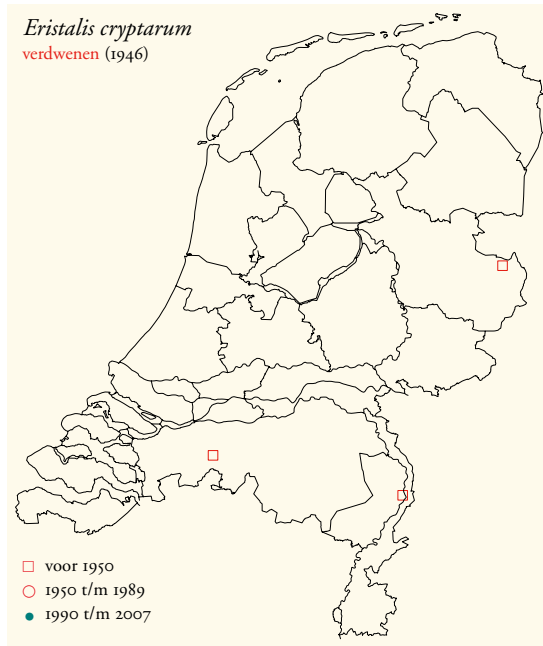 Eristalis cryptarum
verdwenen (1946)
voor 1950
1950 t/m 1989
1990 t/m 2007